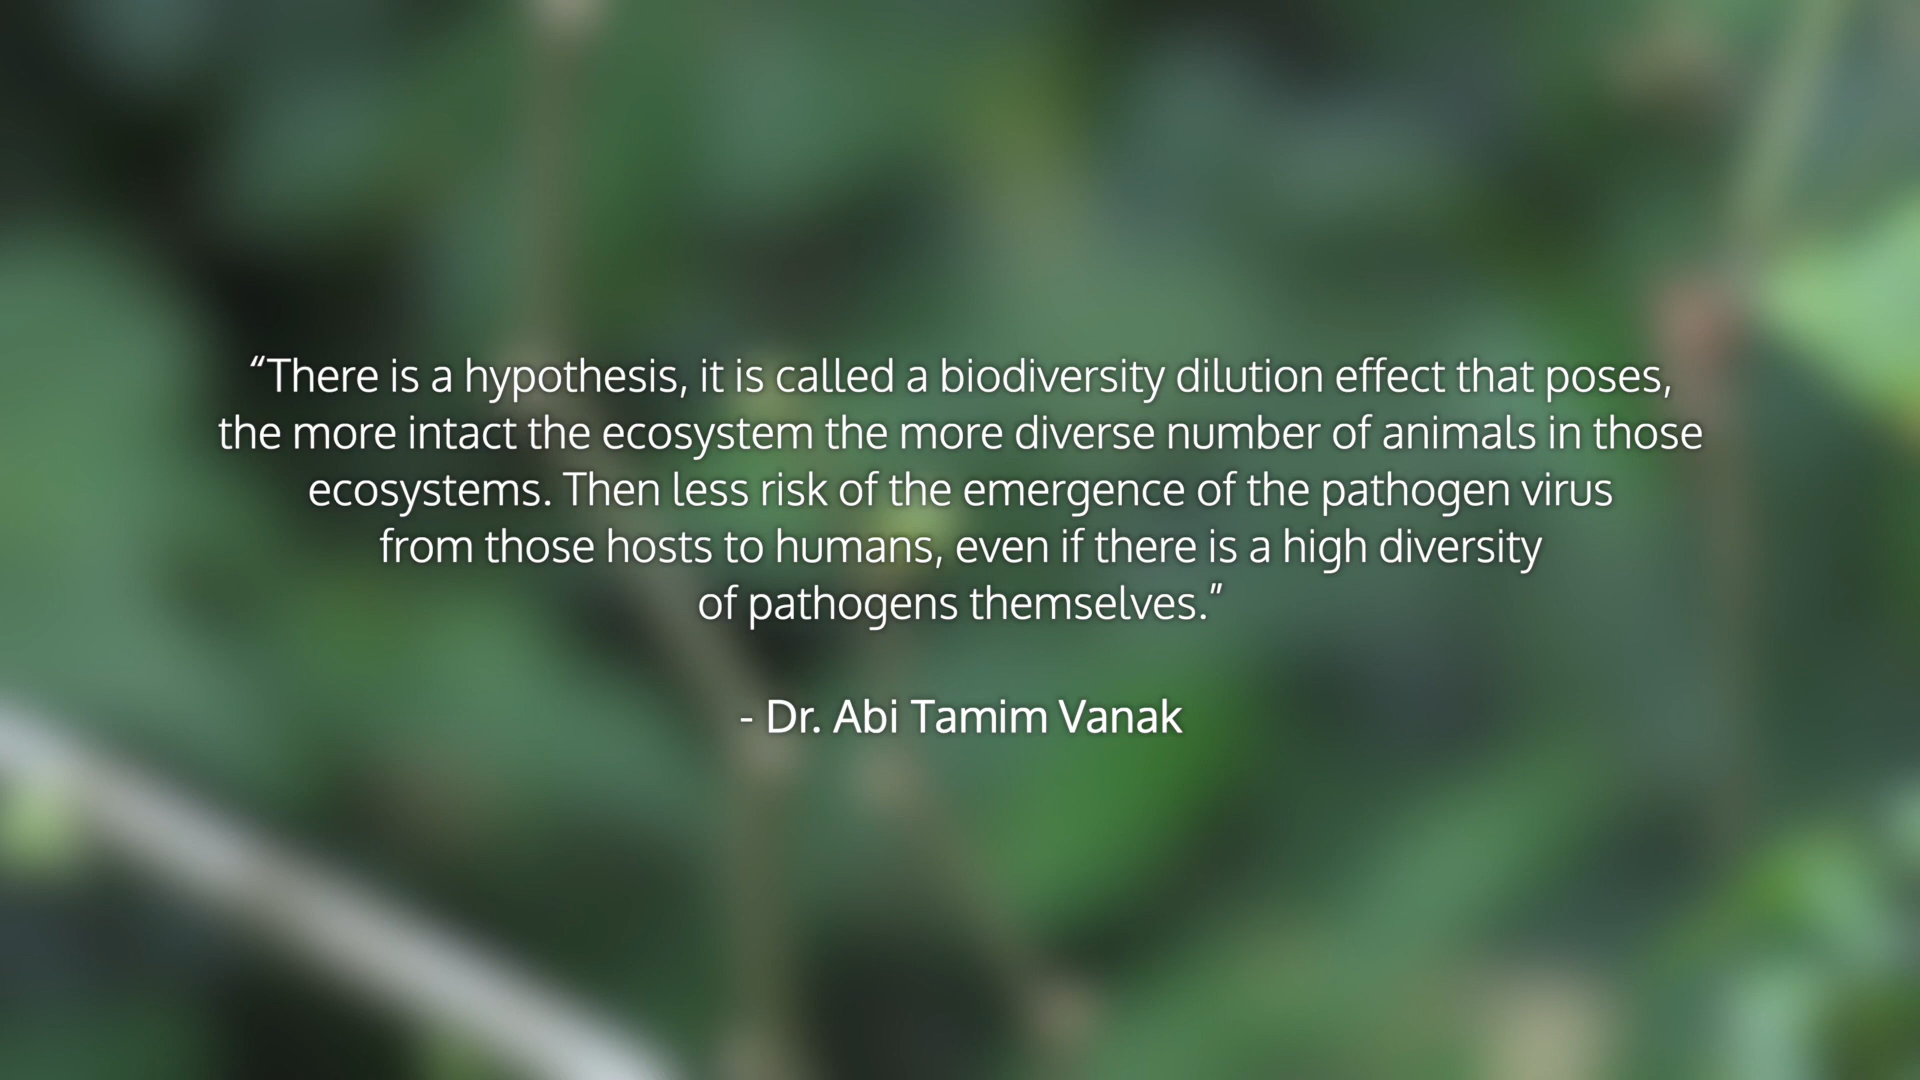 “There is a hypothesis, it is called a biodiversity dilution effect that poses,
the more intact the ecosystem the more diverse number of animals in those
ecosystems. Then less risk of the emergence of the pathogen virus
from those hosts to humans, even if there is a high diversity
of pathogens themselves.”
- Dr. Abi Tamim Vanak